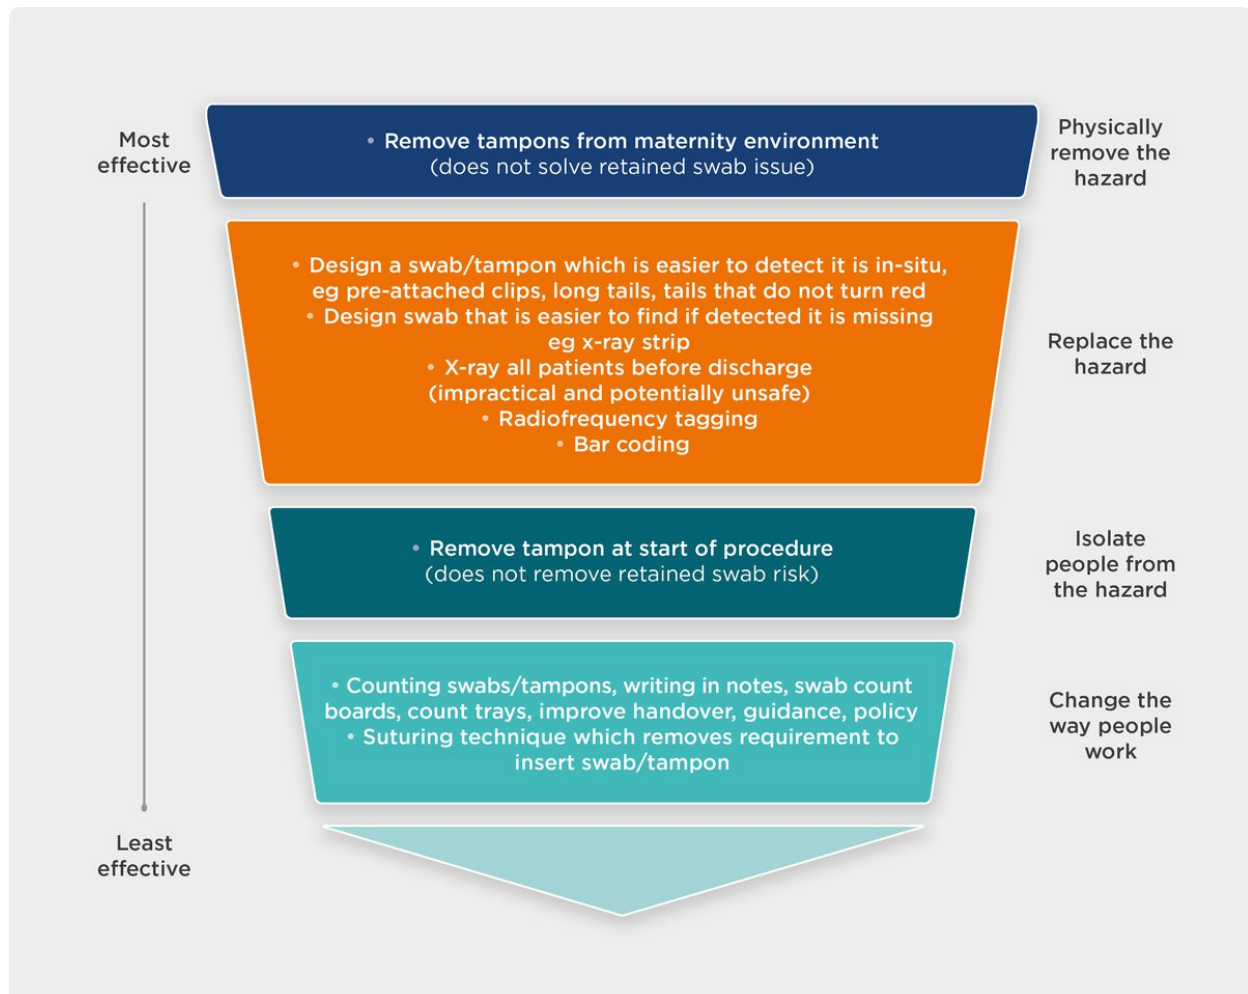 Most
effective
• Remove tampons from maternity environment
(does not solve retained swab issue)
Physically
remove the
hazard
• Design a swab/tampon which is easier to detect it is in-situ,
eg pre-attached clips, long tails, tails that do not turn red
• Design swab that is easier to find if detected it is missing
eg x-ray strip
• X-ray all patients before discharge
(impractical and potentially unsafe)
• Radiofrequency tagging
• Bar coding
Replace the
hazard
• Remove tampon at start of procedure
(does not remove retained swab risk)
Isolate
people from
the hazard
• Counting swabs/tampons, writing in notes, swab count
boards, count trays, improve handover, guidance, policy
• Suturing technique which removes requirement to
insert swab/tampon
Change the
way people
work
Least
effective